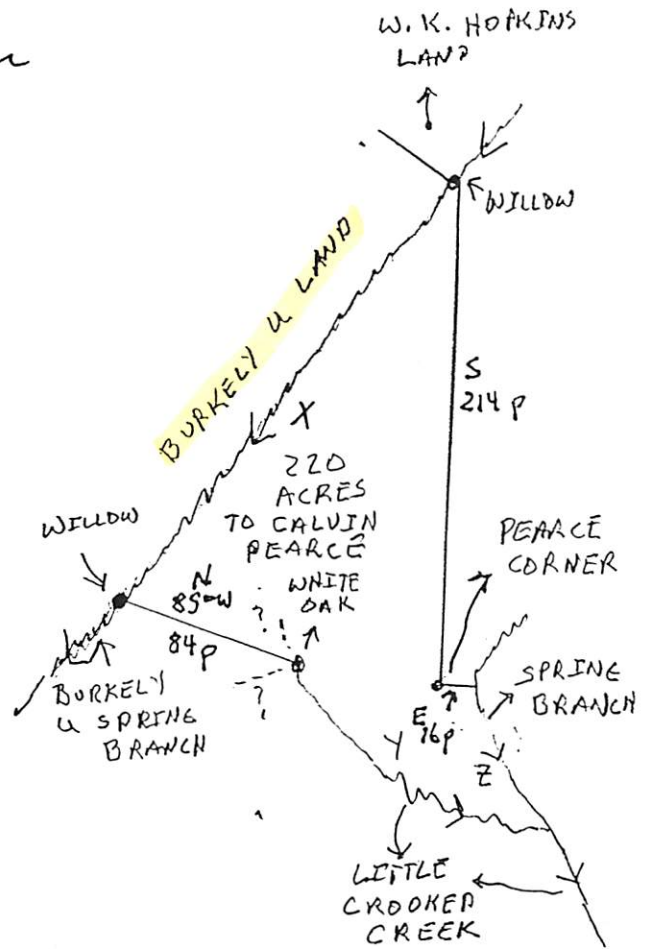 W. K. HOPKINS
LAND
WILLOW
BURKELY U LAND
S
214 P
X
220
ACRES
TO CALVIN
PEARCE
WILLOW
N
85° W
84 P
?
?
WHITE
OAK
PEARCE
CORNER
BURKELY
U SPRING
BRANCH
E
16 P
SPRING
BRANCH
Y
Z
LITTLE
CROOKED
CREEK